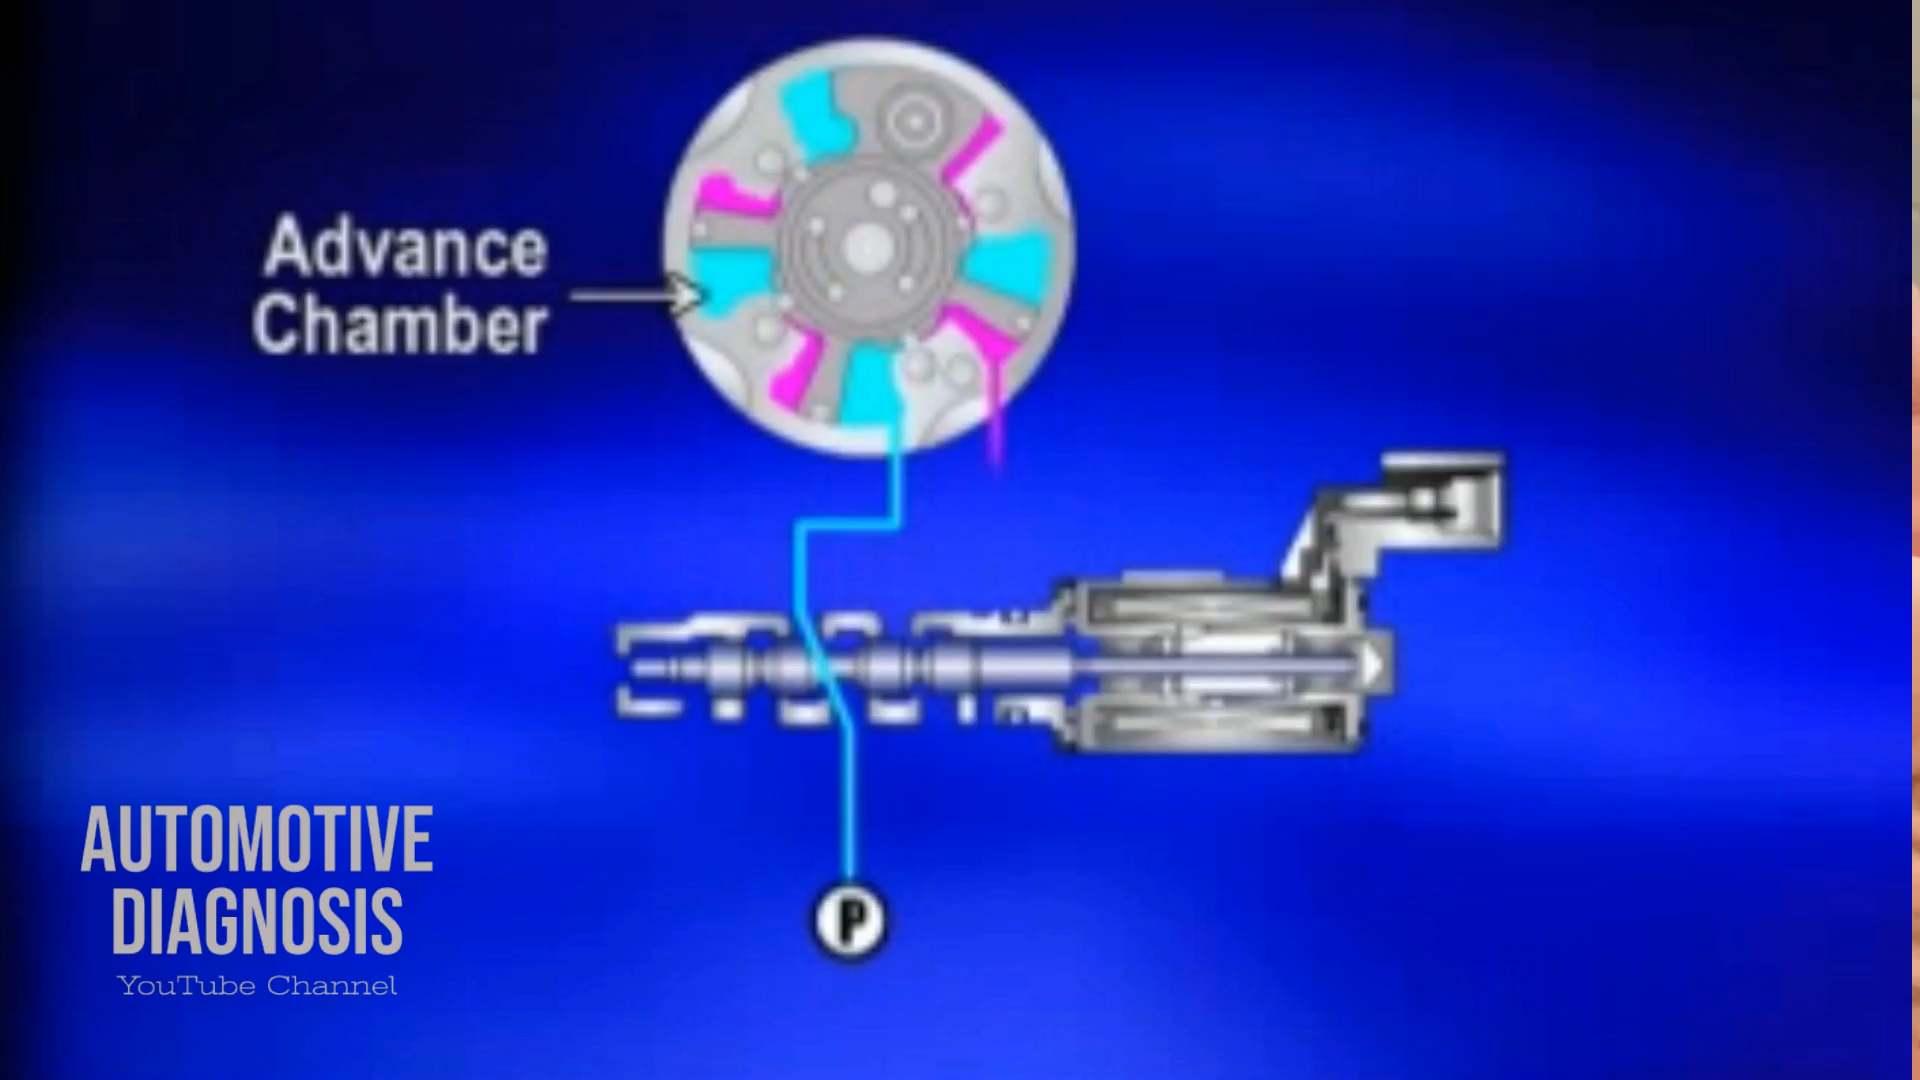 Advance
Chamber
P
AUTOMOTIVE
DIAGNOSIS
YouTube Channel